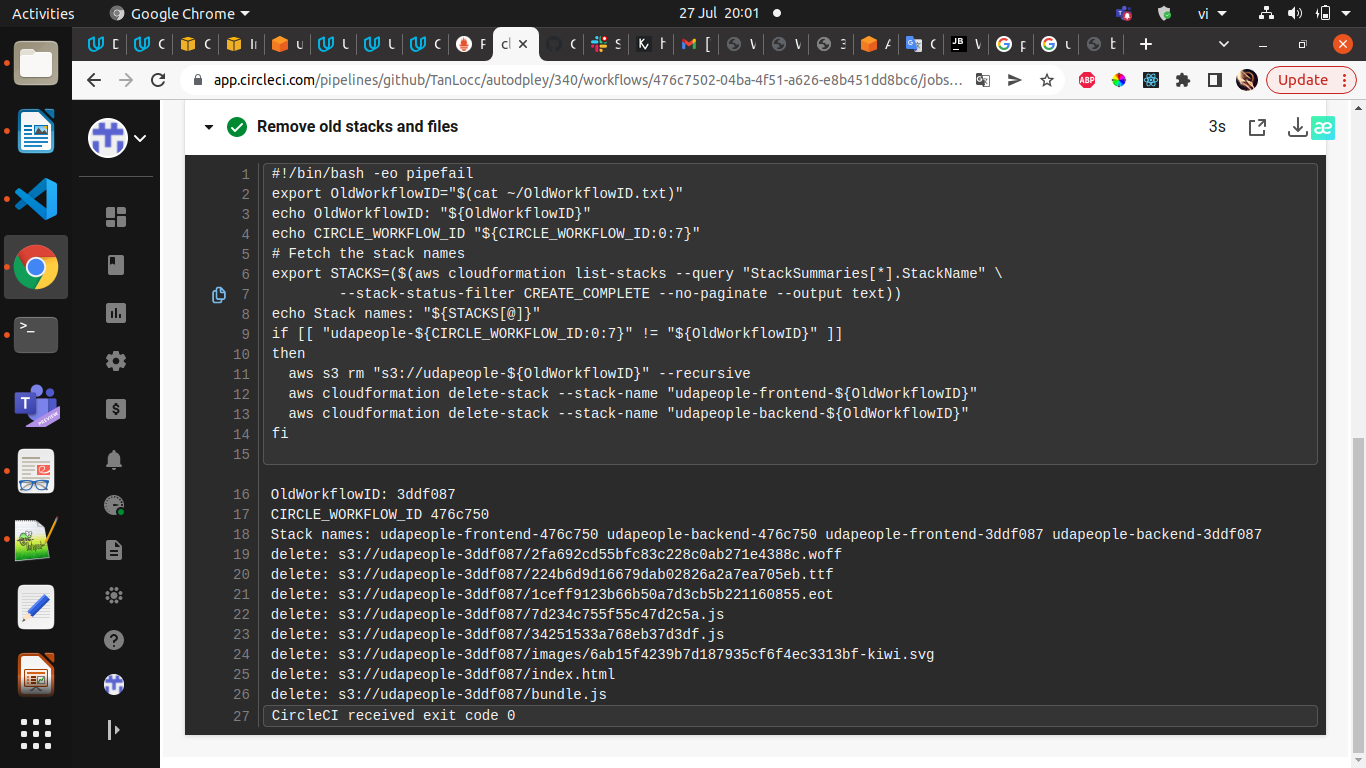 Activities
Google Chrome
27 Jul 20:01
vi
app.circleci.com/pipelines/github/TanLocc/autodpley/340/workflows/476c7502-04ba-4f51-a626-e8b451dd8bc6/jobs…
ABP
Update
Remove old stacks and files
3s
æ
1 #!/bin/bash -eo pipefail
2 export OldWorkflowID="$(cat ~/OldWorkflowID.txt)"
3 echo OldWorkflowID: "${OldWorkflowID}"
4 echo CIRCLE_WORKFLOW_ID "${CIRCLE_WORKFLOW_ID:0:7}"
5 # Fetch the stack names
6 export STACKS=($(aws cloudformation list-stacks --query "StackSummaries[*].StackName" \
7 --stack-status-filter CREATE_COMPLETE --no-paginate --output text))
8 echo Stack names: "${STACKS[@]}"
9 if [[ "udapeople-${CIRCLE_WORKFLOW_ID:0:7}" != "${OldWorkflowID}" ]]
10 then
11 aws s3 rm "s3://udapeople-${OldWorkflowID}" --recursive
12 aws cloudformation delete-stack --stack-name "udapeople-frontend-${OldWorkflowID}"
13 aws cloudformation delete-stack --stack-name "udapeople-backend-${OldWorkflowID}"
14 fi
15
16 OldWorkflowID: 3ddf087
17 CIRCLE_WORKFLOW_ID 476c750
18 Stack names: udapeople-frontend-476c750 udapeople-backend-476c750 udapeople-frontend-3ddf087 udapeople-backend-3ddf087
19 delete: s3://udapeople-3ddf087/2fa692cd55bfc83c228c0ab271e4388c.woff
20 delete: s3://udapeople-3ddf087/224b6d9d16679dab02826a2a7ea705eb.ttf
21 delete: s3://udapeople-3ddf087/1ceff9123b66b50a7d3cb5b221160855.eot
22 delete: s3://udapeople-3ddf087/7d234c755f55c47d2c5a.js
23 delete: s3://udapeople-3ddf087/34251533a768eb37d3df.js
24 delete: s3://udapeople-3ddf087/images/6ab15f4239b7d187935cf6f4ec3313bf-kiwi.svg
25 delete: s3://udapeople-3ddf087/index.html
26 delete: s3://udapeople-3ddf087/bundle.js
27 CircleCI received exit code 0